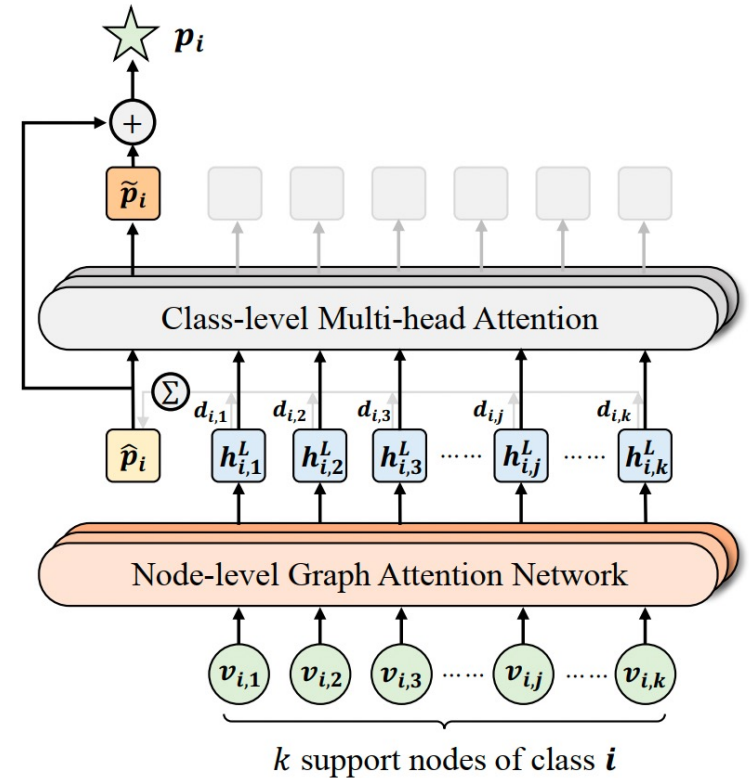 p_i
+
p̃_i
Class-level Multi-head Attention
Σ
d_{i,1} d_{i,2} d_{i,3} d_{i,j} d_{i,k}
p̂_i h^L_{i,1} h^L_{i,2} h^L_{i,3} ...... h^L_{i,j} ...... h^L_{i,k}
Node-level Graph Attention Network
v_{i,1} v_{i,2} v_{i,3} ...... v_{i,j} ...... v_{i,k}
k support nodes of class i